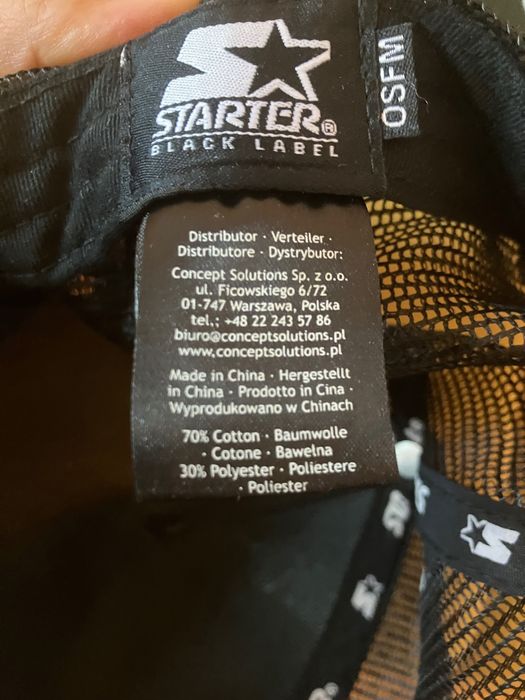 STARTER®
BLACK LABEL
OSFM
Distributor · Verteiler ·
Distributore · Dystrybutor:
Concept Solutions Sp. z o.o.
ul. Ficowskiego 6/72
01-747 Warszawa, Polska
tel.; +48 22 243 57 86
biuro@conceptsolutions.pl
www.conceptsolutions.pl
Made in China · Hergestellt
in China · Prodotto in Cina ·
Wyprodukowano w Chinach
70% Cotton · Baumwolle
· Cotone · Bawelna
30% Polyester · Poliestere
· Poliester